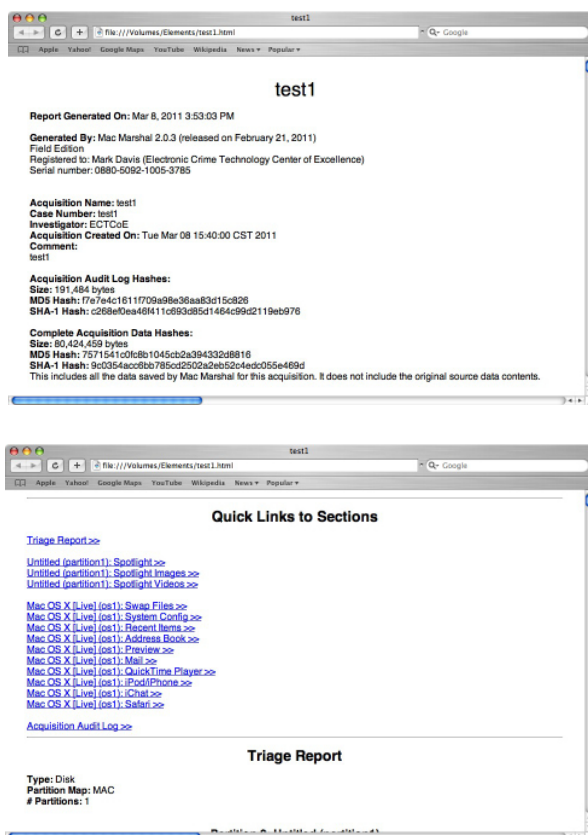 test1
file:///Volumes/Elements/test1.html
Google
Apple Yahoo! Google Maps YouTube Wikipedia News Popular
test1
Report Generated On: Mar 8, 2011 3:53:03 PM
Generated By: Mac Marshal 2.0.3 (released on February 21, 2011)
Field Edition
Registered to: Mark Davis (Electronic Crime Technology Center of Excellence)
Serial number: 0880-5092-1005-3785
Acquisition Name: test1
Case Number: test1
Investigator: ECTCoE
Acquisition Created On: Tue Mar 08 15:40:00 CST 2011
Comment:
test1
Acquisition Audit Log Hashes:
Size: 191,484 bytes
MD5 Hash: f7e7e4c1611f709a98e36aa83d15c826
SHA-1 Hash: c268ef0ea46f411c693d85d1464c99d2119eb976
Complete Acquisition Data Hashes:
Size: 80,424,459 bytes
MD5 Hash: 7571541c0fc8b1045cb2a394332d8816
SHA-1 Hash: 9c0354acc6bb785cd2502a2eb52c4edc055e469d
This includes all the data saved by Mac Marshal for this acquisition. It does not include the original source data contents.
test1
file:///Volumes/Elements/test1.html
Google
Apple Yahoo! Google Maps YouTube Wikipedia News Popular
Quick Links to Sections
Triage Report >>
Untitled (partition1): Spotlight >>
Untitled (partition1): Spotlight Images >>
Untitled (partition1): Spotlight Videos >>
Mac OS X [Live] (os1): Swap Files >>
Mac OS X [Live] (os1): System Config >>
Mac OS X [Live] (os1): Recent Items >>
Mac OS X [Live] (os1): Address Book >>
Mac OS X [Live] (os1): Preview >>
Mac OS X [Live] (os1): Mail >>
Mac OS X [Live] (os1): QuickTime Player >>
Mac OS X [Live] (os1): iPod/iPhone >>
Mac OS X [Live] (os1): iChat >>
Mac OS X [Live] (os1): Safari >>
Acquisition Audit Log >>
Triage Report
Type: Disk
Partition Map: MAC
# Partitions: 1